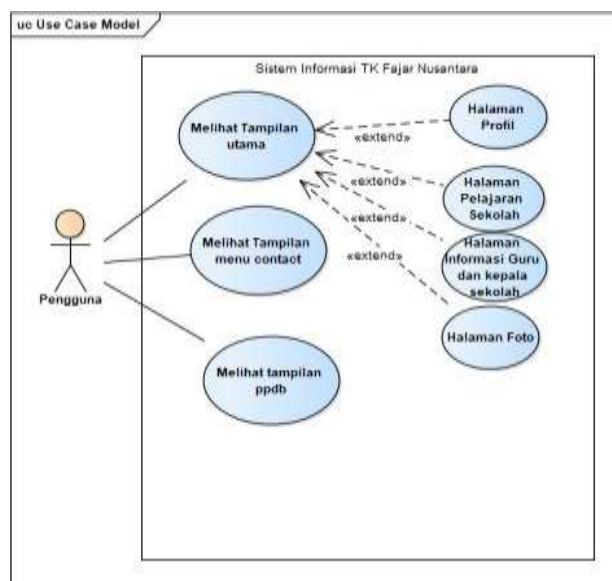 uc Use Case Model
Sistem Informasi TK Fajar Nusantara
Melihat Tampilan
utama
Halaman
Profil
«extend»
Halaman
Pelajaran
Sekolah
«extend»
«extend»
Halaman
Informasi Guru
dan kepala
sekolah
«extend»
Melihat Tampilan
menu contact
Pengguna
Halaman Foto
Melihat tampilan
ppdb